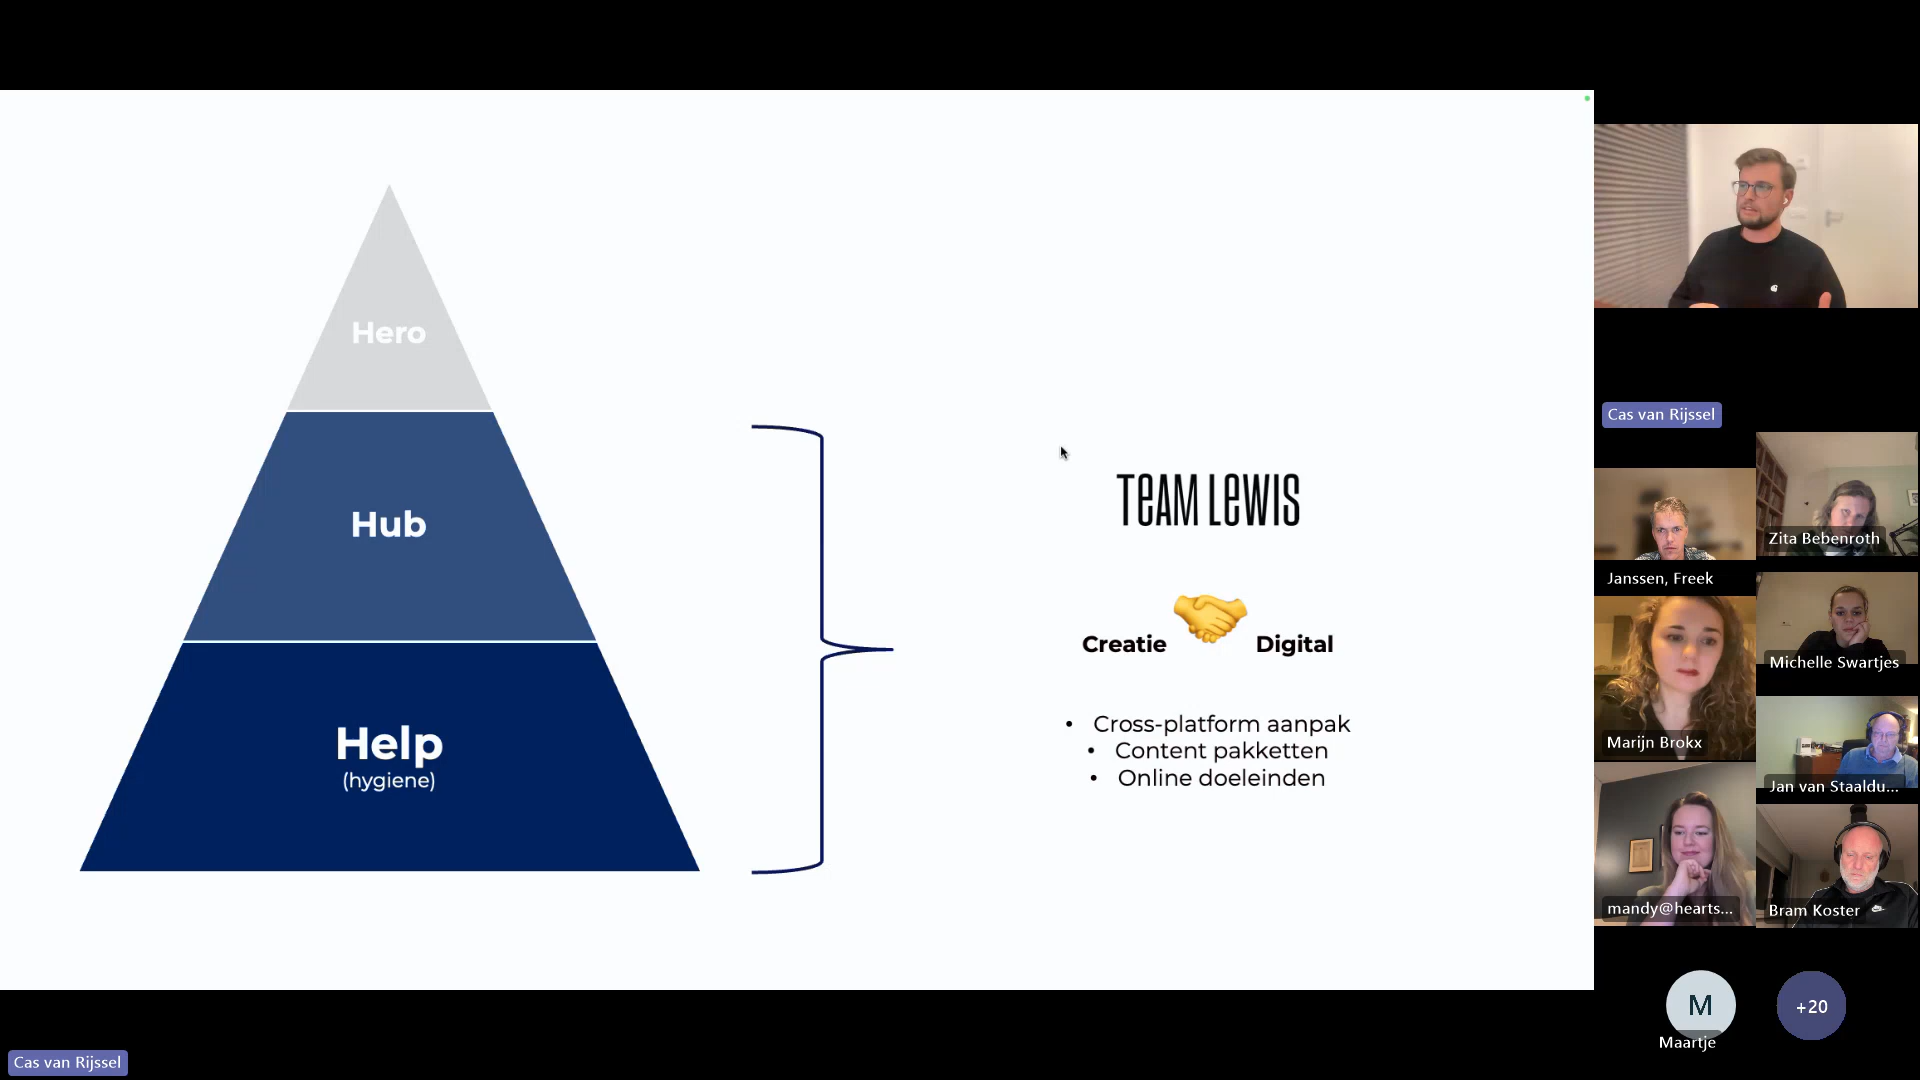 Hero
Hub
Help
(hygiene)
TEAM LEWIS
Creatie Digital
• Cross-platform aanpak
• Content pakketten
• Online doeleinden
Cas van Rijssel
Zita Bebenroth
Janssen, Freek
Michelle Swartjes
Marijn Brokx
Jan van Staaldu...
mandy@hearts...
Bram Koster
M
Maartje
+20
Cas van Rijssel